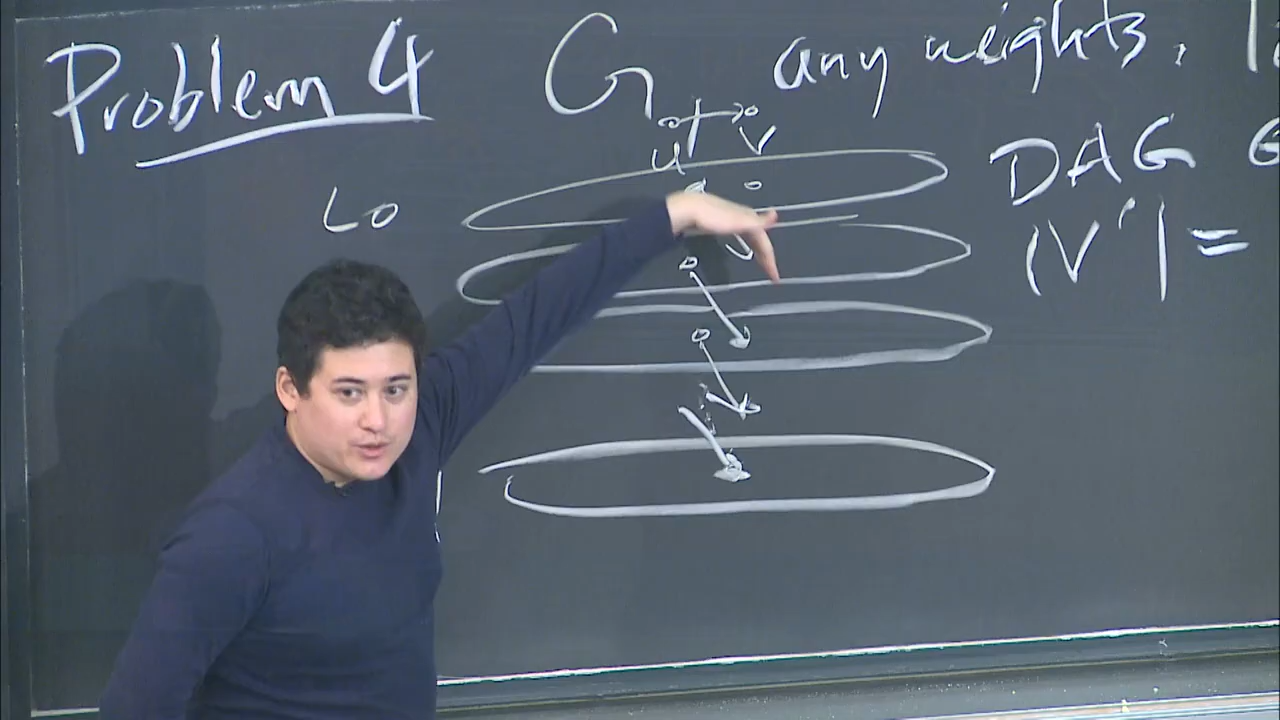 Problem 4
G any weights.
u v
DAG G
L0
|V'| =